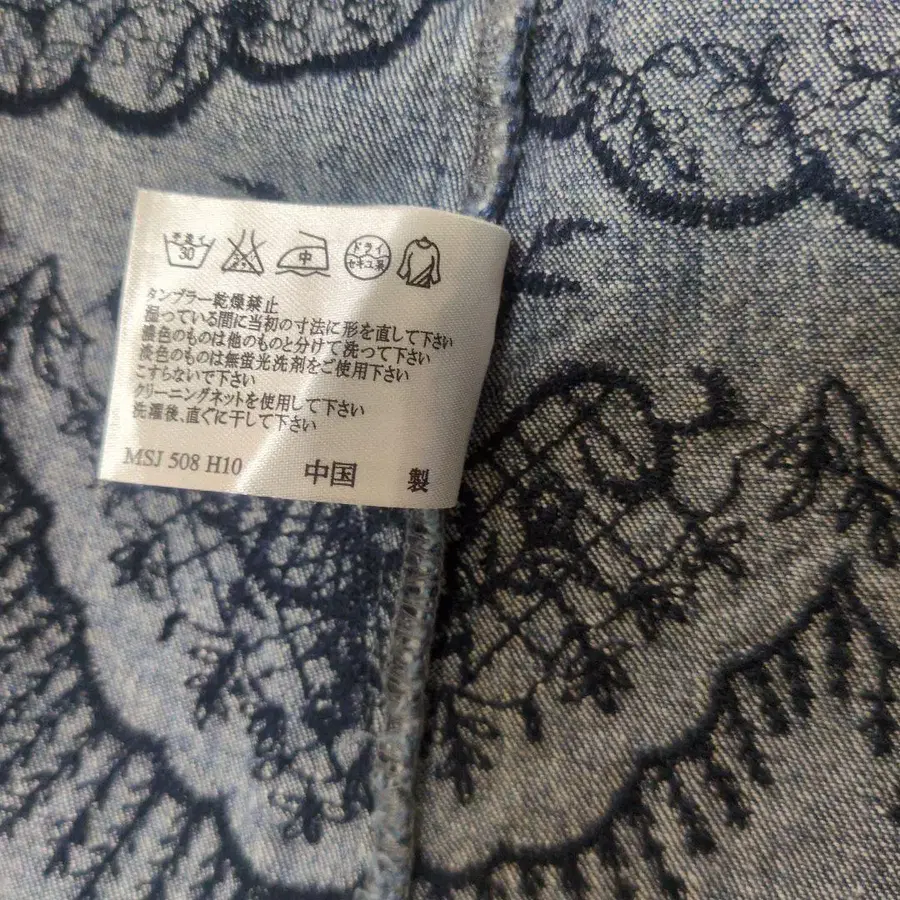 手洗イ 30 中 ドライ セキユ系
タンブラー乾燥禁止
湿っている間に当初の寸法に形を直して下さい
濃色のものは他のものと分けて洗って下さい
淡色のものは無蛍光洗剤をご使用下さい
こすらないで下さい
クリーニングネットを使用して下さい
洗濯後、直ぐに干して下さい
MSJ 508 H10 中国 製